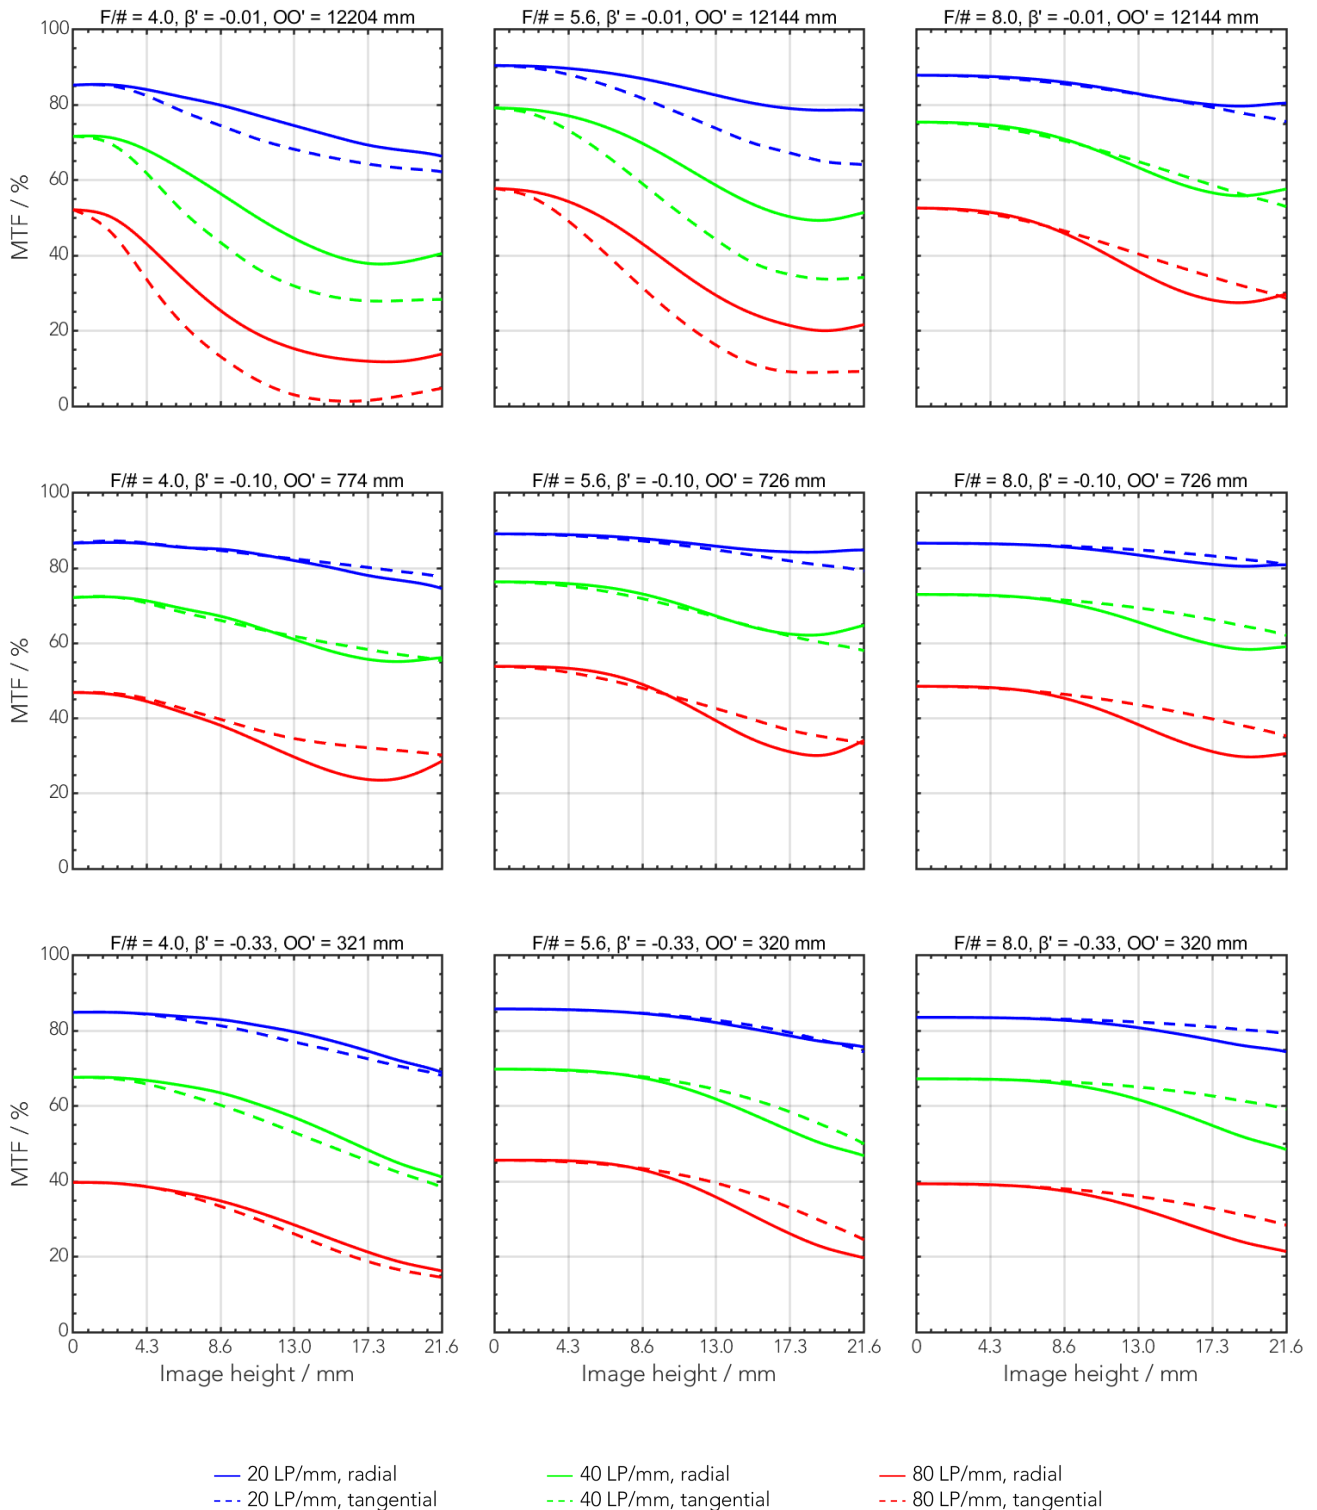 F/# = 4.0, β' = -0.01, OO' = 12204 mm
F/# = 5.6, β' = -0.01, OO' = 12144 mm
F/# = 8.0, β' = -0.01, OO' = 12144 mm
100
80
60
40
20
0
MTF / %
F/# = 4.0, β' = -0.10, OO' = 774 mm
F/# = 5.6, β' = -0.10, OO' = 726 mm
F/# = 8.0, β' = -0.10, OO' = 726 mm
100
80
60
40
20
0
MTF / %
F/# = 4.0, β' = -0.33, OO' = 321 mm
F/# = 5.6, β' = -0.33, OO' = 320 mm
F/# = 8.0, β' = -0.33, OO' = 320 mm
100
80
60
40
20
0
MTF / %
0 4.3 8.6 13.0 17.3 21.6
0 4.3 8.6 13.0 17.3 21.6
0 4.3 8.6 13.0 17.3 21.6
Image height / mm
Image height / mm
Image height / mm
20 LP/mm, radial
40 LP/mm, radial
80 LP/mm, radial
20 LP/mm, tangential
40 LP/mm, tangential
80 LP/mm, tangential